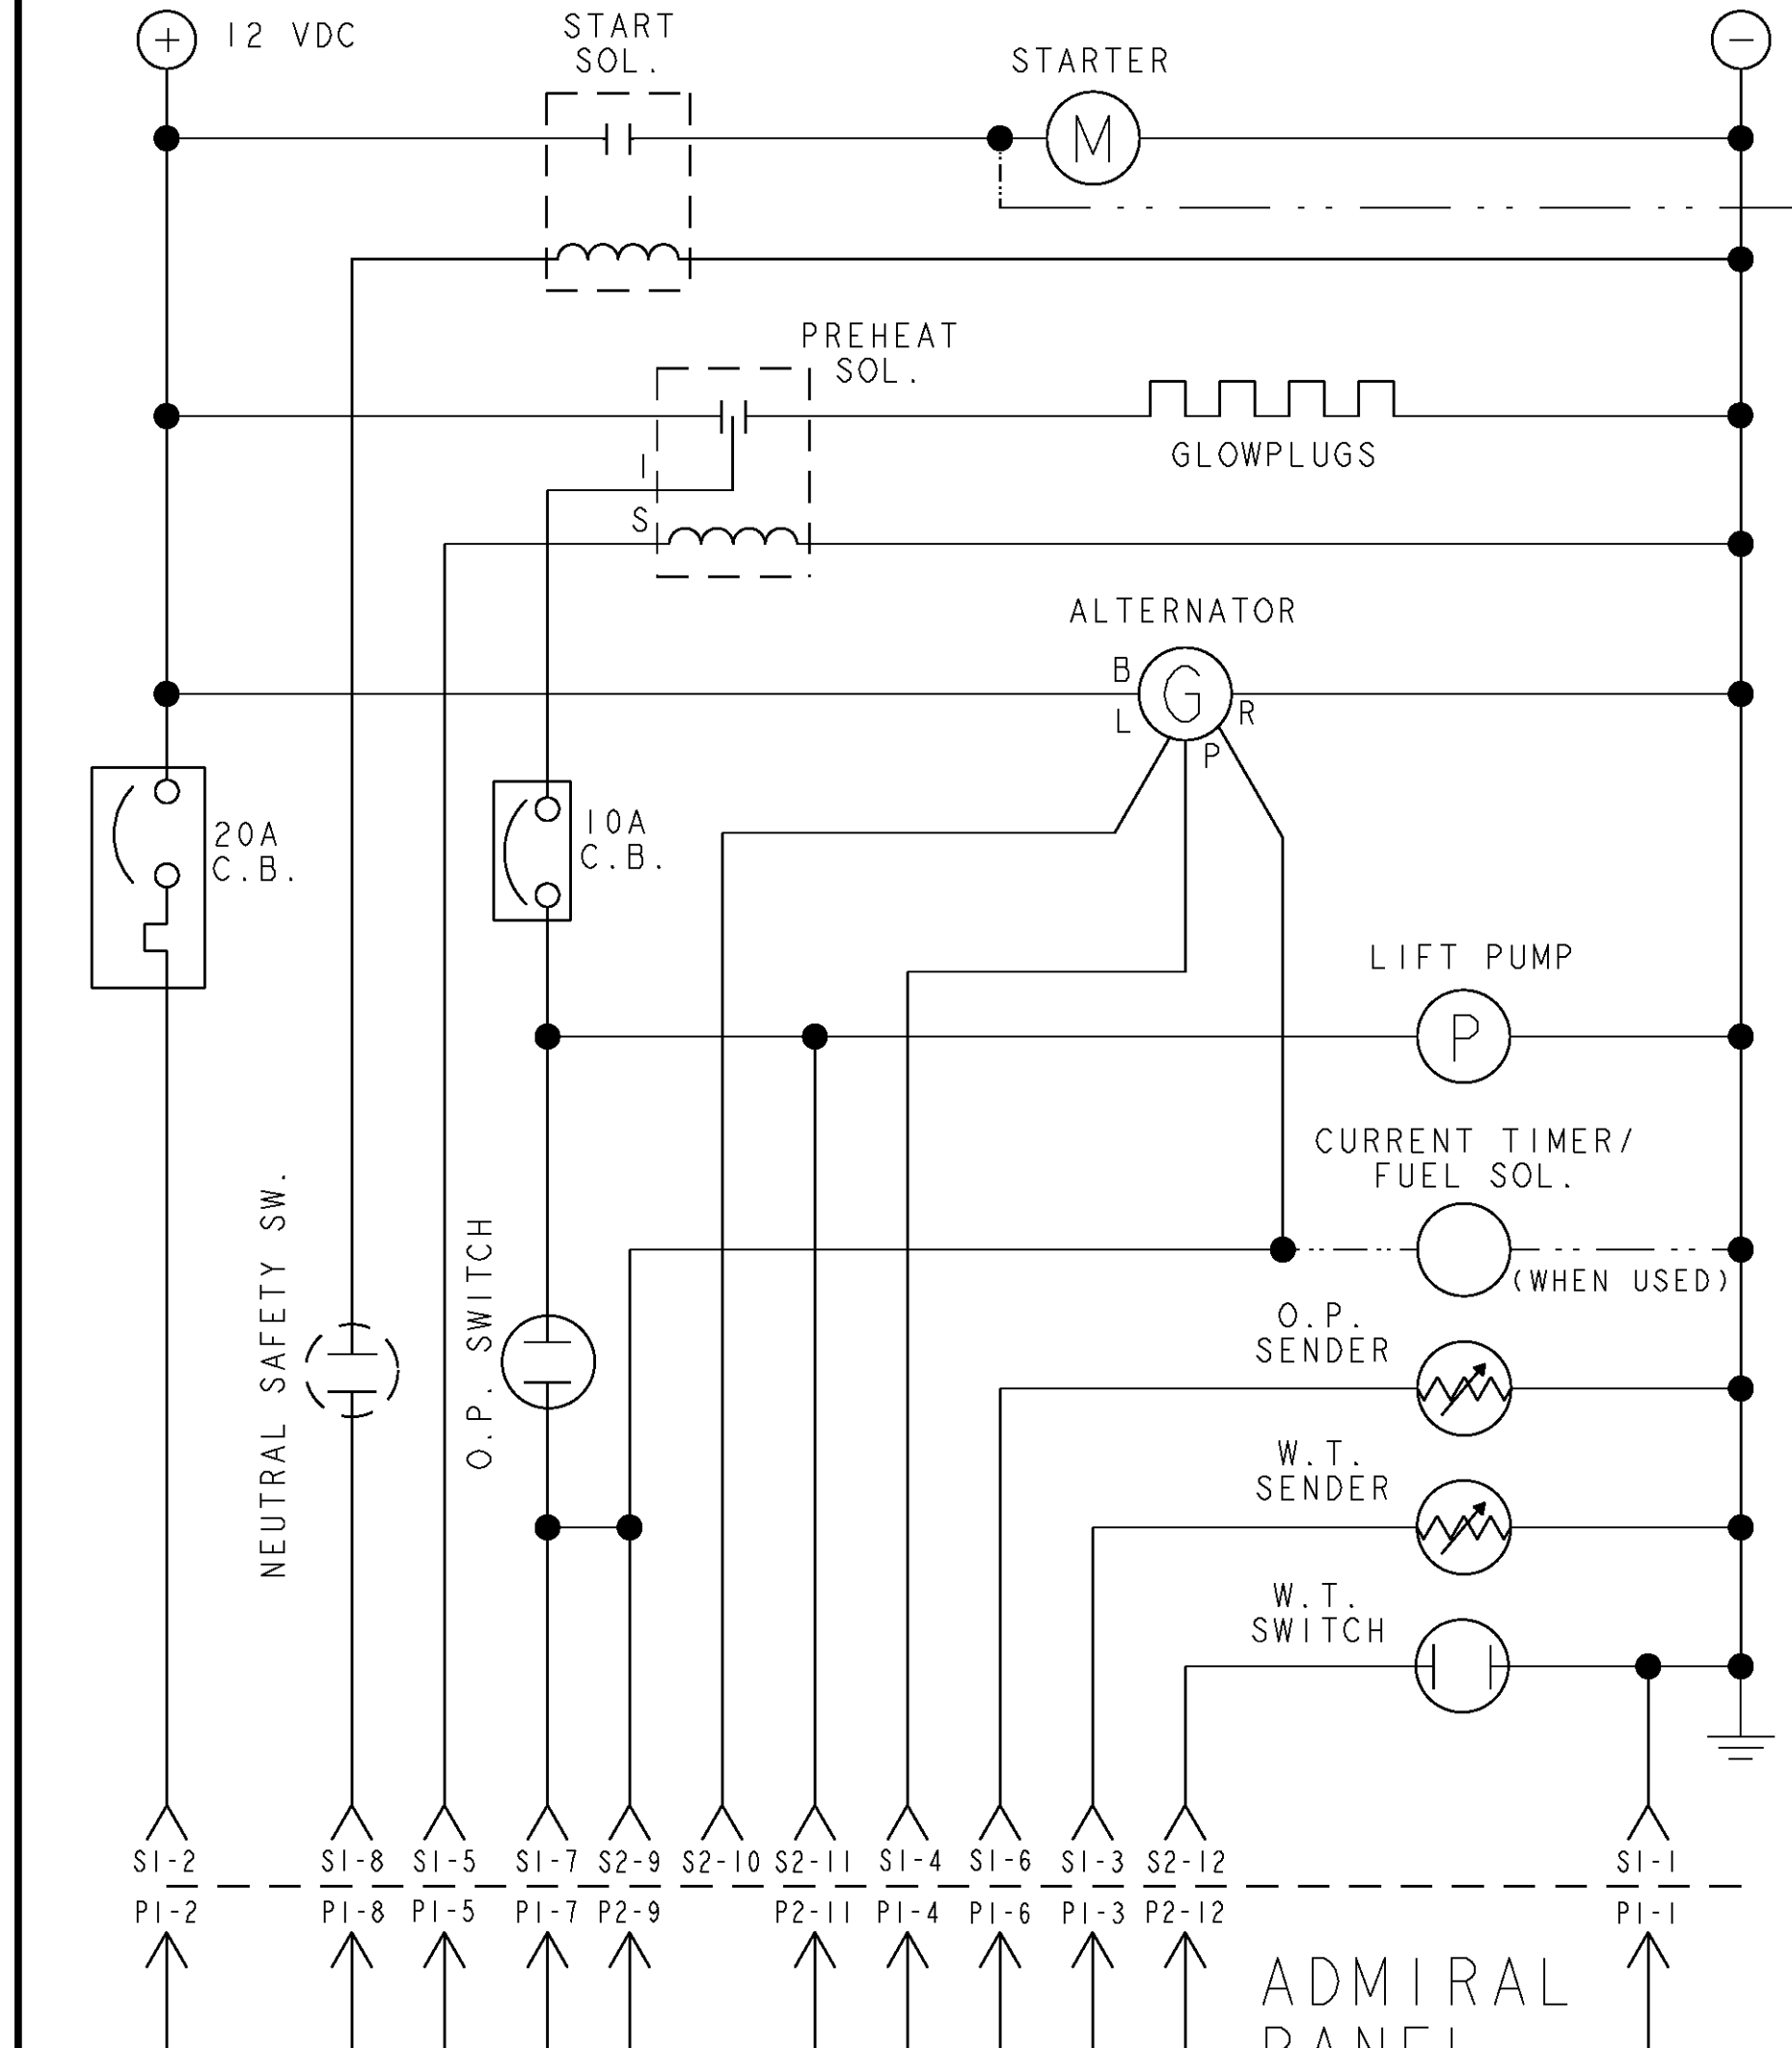 + 12 VDC
START
SOL.
STARTER
-
M
PREHEAT
SOL.
GLOWPLUGS
I
S
ALTERNATOR
B
G
L
R
P
20A
C.B.
10A
C.B.
LIFT PUMP
P
CURRENT TIMER/
FUEL SOL.
(WHEN USED)
NEUTRAL SAFETY SW.
O.P. SWITCH
O.P.
SENDER
W.T.
SENDER
W.T.
SWITCH
S1-2 S1-8 S1-5 S1-7 S2-9 S2-10 S2-11 S1-4 S1-6 S1-3 S2-12 S1-1
P1-2 P1-8 P1-5 P1-7 P2-9 P2-11 P1-4 P1-6 P1-3 P2-12 P1-1
ADMIRAL
PANEL